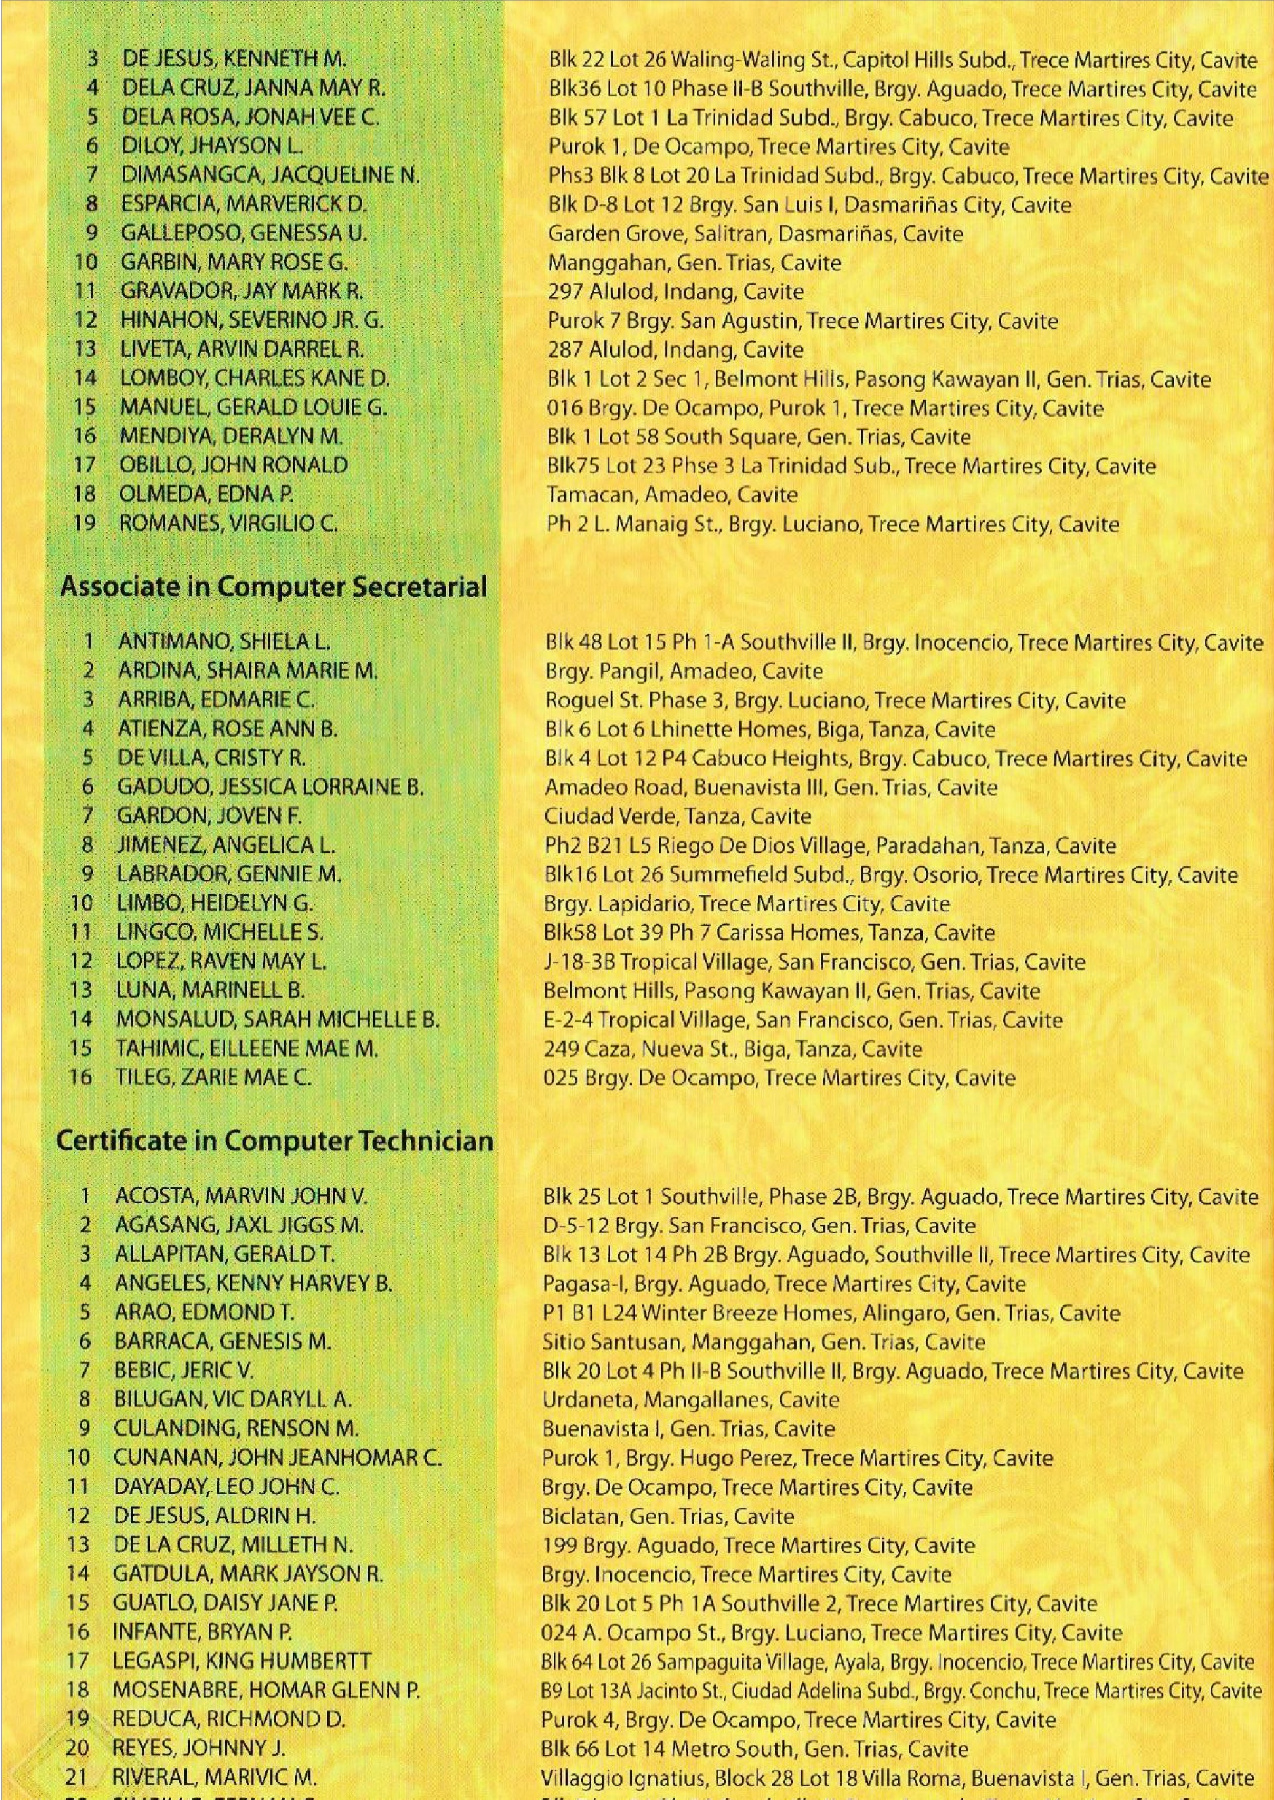 3 DE JESUS, KENNETH M. Blk 22 Lot 26 Waling-Waling St., Capitol Hills Subd., Trece Martires City, Cavite
4 DELA CRUZ, JANNA MAY R. Blk36 Lot 10 Phase II-B Southville, Brgy. Aguado, Trece Martires City, Cavite
5 DELA ROSA, JONAH VEE C. Blk 57 Lot 1 La Trinidad Subd., Brgy. Cabuco, Trece Martires City, Cavite
6 DILOY, JHAYSON L. Purok 1, De Ocampo, Trece Martires City, Cavite
7 DIMASANGCA, JACQUELINE N. Phs3 Blk 8 Lot 20 La Trinidad Subd., Brgy. Cabuco, Trece Martires City, Cavite
8 ESPARCIA, MARVERICK D. Blk D-8 Lot 12 Brgy. San Luis I, Dasmariñas City, Cavite
9 GALLEPOSO, GENESSA U. Garden Grove, Salitran, Dasmariñas, Cavite
10 GARBIN, MARY ROSE G. Manggahan, Gen. Trias, Cavite
11 GRAVADOR, JAY MARK R. 297 Alulod, Indang, Cavite
12 HINAHON, SEVERINO JR. G. Purok 7 Brgy. San Agustin, Trece Martires City, Cavite
13 LIVETA, ARVIN DARREL R. 287 Alulod, Indang, Cavite
14 LOMBOY, CHARLES KANE D. Blk 1 Lot 2 Sec 1, Belmont Hills, Pasong Kawayan II, Gen. Trias, Cavite
15 MANUEL, GERALD LOUIE G. 016 Brgy. De Ocampo, Purok 1, Trece Martires City, Cavite
16 MENDIYA, DERALYN M. Blk 1 Lot 58 South Square, Gen. Trias, Cavite
17 OBILLO, JOHN RONALD Blk75 Lot 23 Phse 3 La Trinidad Sub., Trece Martires City, Cavite
18 OLMEDA, EDNA P. Tamacan, Amadeo, Cavite
19 ROMANES, VIRGILIO C. Ph 2 L. Manaig St., Brgy. Luciano, Trece Martires City, Cavite
Associate in Computer Secretarial
1 ANTIMANO, SHIELA L. Blk 48 Lot 15 Ph 1-A Southville II, Brgy. Inocencio, Trece Martires City, Cavite
2 ARDINA, SHAIRA MARIE M. Brgy. Pangil, Amadeo, Cavite
3 ARRIBA, EDMARIE C. Roguel St. Phase 3, Brgy. Luciano, Trece Martires City, Cavite
4 ATIENZA, ROSE ANN B. Blk 6 Lot 6 Lhinette Homes, Biga, Tanza, Cavite
5 DE VILLA, CRISTY R. Blk 4 Lot 12 P4 Cabuco Heights, Brgy. Cabuco, Trece Martires City, Cavite
6 GADUDO, JESSICA LORRAINE B. Amadeo Road, Buenavista III, Gen. Trias, Cavite
7 GARDON, JOVEN F. Ciudad Verde, Tanza, Cavite
8 JIMENEZ, ANGELICA L. Ph2 B21 L5 Riego De Dios Village, Paradahan, Tanza, Cavite
9 LABRADOR, GENNIE M. Blk16 Lot 26 Summefield Subd., Brgy. Osorio, Trece Martires City, Cavite
10 LIMBO, HEIDELYN G. Brgy. Lapidario, Trece Martires City, Cavite
11 LINGCO, MICHELLE S. Blk58 Lot 39 Ph 7 Carissa Homes, Tanza, Cavite
12 LOPEZ, RAVEN MAY L. J-18-3B Tropical Village, San Francisco, Gen. Trias, Cavite
13 LUNA, MARINELL B. Belmont Hills, Pasong Kawayan II, Gen. Trias, Cavite
14 MONSALUD, SARAH MICHELLE B. E-2-4 Tropical Village, San Francisco, Gen. Trias, Cavite
15 TAHIMIC, EILLEENE MAE M. 249 Caza, Nueva St., Biga, Tanza, Cavite
16 TILEG, ZARIE MAE C. 025 Brgy. De Ocampo, Trece Martires City, Cavite
Certificate in Computer Technician
1 ACOSTA, MARVIN JOHN V. Blk 25 Lot 1 Southville, Phase 2B, Brgy. Aguado, Trece Martires City, Cavite
2 AGASANG, JAXL JIGGS M. D-5-12 Brgy. San Francisco, Gen. Trias, Cavite
3 ALLAPITAN, GERALD T. Blk 13 Lot 14 Ph 2B Brgy. Aguado, Southville II, Trece Martires City, Cavite
4 ANGELES, KENNY HARVEY B. Pagasa-I, Brgy. Aguado, Trece Martires City, Cavite
5 ARAO, EDMOND T. P1 B1 L24 Winter Breeze Homes, Alingaro, Gen. Trias, Cavite
6 BARRACA, GENESIS M. Sitio Santusan, Manggahan, Gen. Trias, Cavite
7 BEBIC, JERIC V. Blk 20 Lot 4 Ph II-B Southville II, Brgy. Aguado, Trece Martires City, Cavite
8 BILUGAN, VIC DARYLL A. Urdaneta, Mangallanes, Cavite
9 CULANDING, RENSON M. Buenavista I, Gen. Trias, Cavite
10 CUNANAN, JOHN JEANHOMAR C. Purok 1, Brgy. Hugo Perez, Trece Martires City, Cavite
11 DAYADAY, LEO JOHN C. Brgy. De Ocampo, Trece Martires City, Cavite
12 DE JESUS, ALDRIN H. Biclatan, Gen. Trias, Cavite
13 DE LA CRUZ, MILLETH N. 199 Brgy. Aguado, Trece Martires City, Cavite
14 GATDULA, MARK JAYSON R. Brgy. Inocencio, Trece Martires City, Cavite
15 GUATLO, DAISY JANE P. Blk 20 Lot 5 Ph 1A Southville 2, Trece Martires City, Cavite
16 INFANTE, BRYAN P. 024 A. Ocampo St., Brgy. Luciano, Trece Martires City, Cavite
17 LEGASPI, KING HUMBERTT Blk 64 Lot 26 Sampaguita Village, Ayala, Brgy. Inocencio, Trece Martires City, Cavite
18 MOSENABRE, HOMAR GLENN P. B9 Lot 13A Jacinto St., Ciudad Adelina Subd., Brgy. Conchu, Trece Martires City, Cavite
19 REDUCA, RICHMOND D. Purok 4, Brgy. De Ocampo, Trece Martires City, Cavite
20 REYES, JOHNNY J. Blk 66 Lot 14 Metro South, Gen. Trias, Cavite
21 RIVERAL, MARIVIC M. Villaggio Ignatius, Block 28 Lot 18 Villa Roma, Buenavista I, Gen. Trias, Cavite